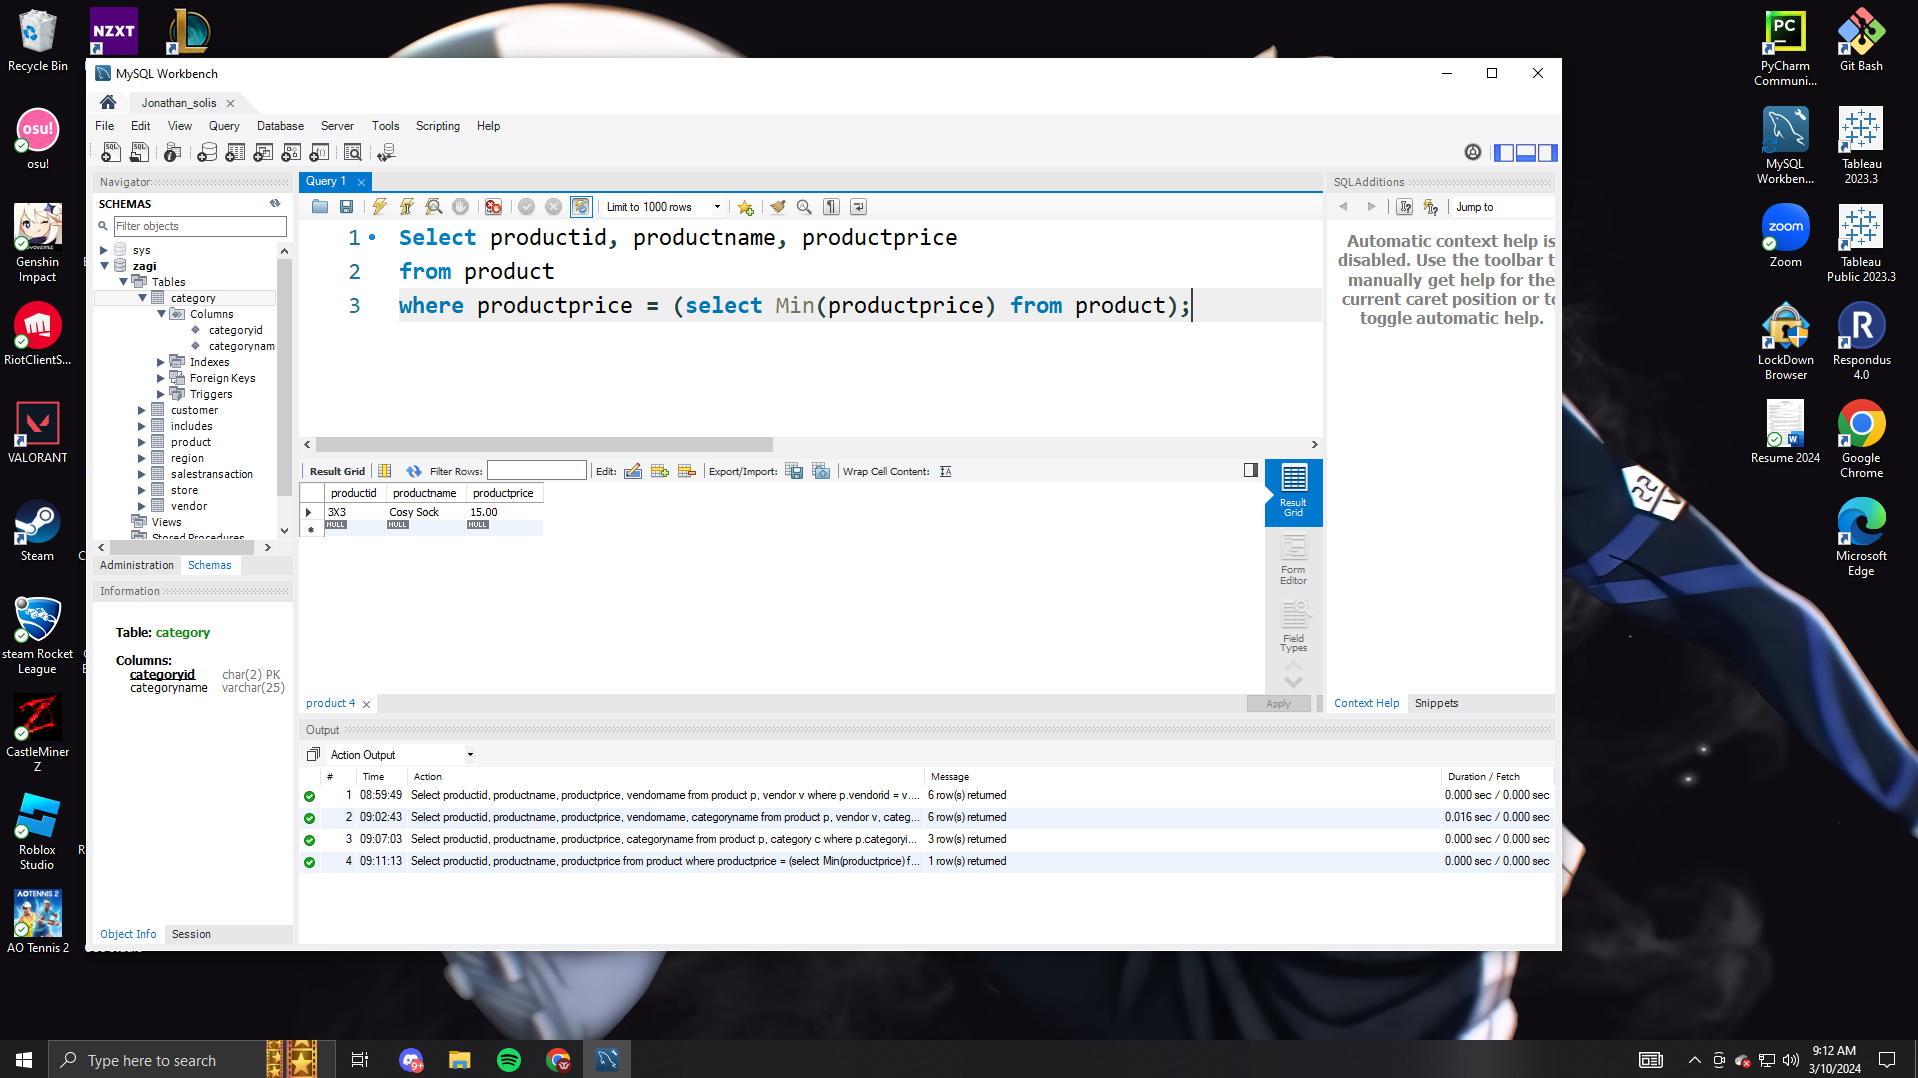 NZXT
Recycle Bin
osu!
osu!
Genshin
Impact
RiotClientS...
VALORANT
Steam
steam Rocket
League
CastleMiner
Z
Roblox
Studio
AO TENNIS 2
AO Tennis 2
MySQL Workbench
Jonathan_solis
File Edit View Query Database Server Tools Scripting Help
Navigator
SCHEMAS
Filter objects
sys
zagi
Tables
category
Columns
categoryid
categorynam
Indexes
Foreign Keys
Triggers
customer
includes
product
region
salestransaction
store
vendor
Views
Stored Procedures
Administration Schemas
Information
Table: category
Columns:
categoryid char(2) PK
categoryname varchar(25)
Object Info Session
Query 1
Limit to 1000 rows
1 Select productid, productname, productprice
2 from product
3 where productprice = (select Min(productprice) from product);
Result Grid Filter Rows: Edit: Export/Import: Wrap Cell Content:
productid productname productprice
3X3 Cosy Sock 15.00
NULL NULL NULL
Result
Grid
Form
Editor
Field
Types
product 4
Apply
SQLAdditions
Jump to
Automatic context help is
disabled. Use the toolbar t
manually get help for the
current caret position or to
toggle automatic help.
Context Help Snippets
Output
Action Output
# Time Action Message Duration / Fetch
1 08:59:49 Select productid, productname, productprice, vendorname from product p, vendor v where p.vendorid = v.... 6 row(s) returned 0.000 sec / 0.000 sec
2 09:02:43 Select productid, productname, productprice, vendorname, categoryname from product p, vendor v, categ... 6 row(s) returned 0.016 sec / 0.000 sec
3 09:07:03 Select productid, productname, productprice, categoryname from product p, category c where p.categoryi... 3 row(s) returned 0.000 sec / 0.000 sec
4 09:11:13 Select productid, productname, productprice from product where productprice = (select Min(productprice) f... 1 row(s) returned 0.000 sec / 0.000 sec
PC
PyCharm
Communi...
Git Bash
MySQL
Workben...
Tableau
2023.3
zoom
Zoom
Tableau
Public 2023.3
LockDown
Browser
R
Respondus
4.0
Resume 2024
Google
Chrome
Microsoft
Edge
Type here to search
9+
9:12 AM
3/10/2024